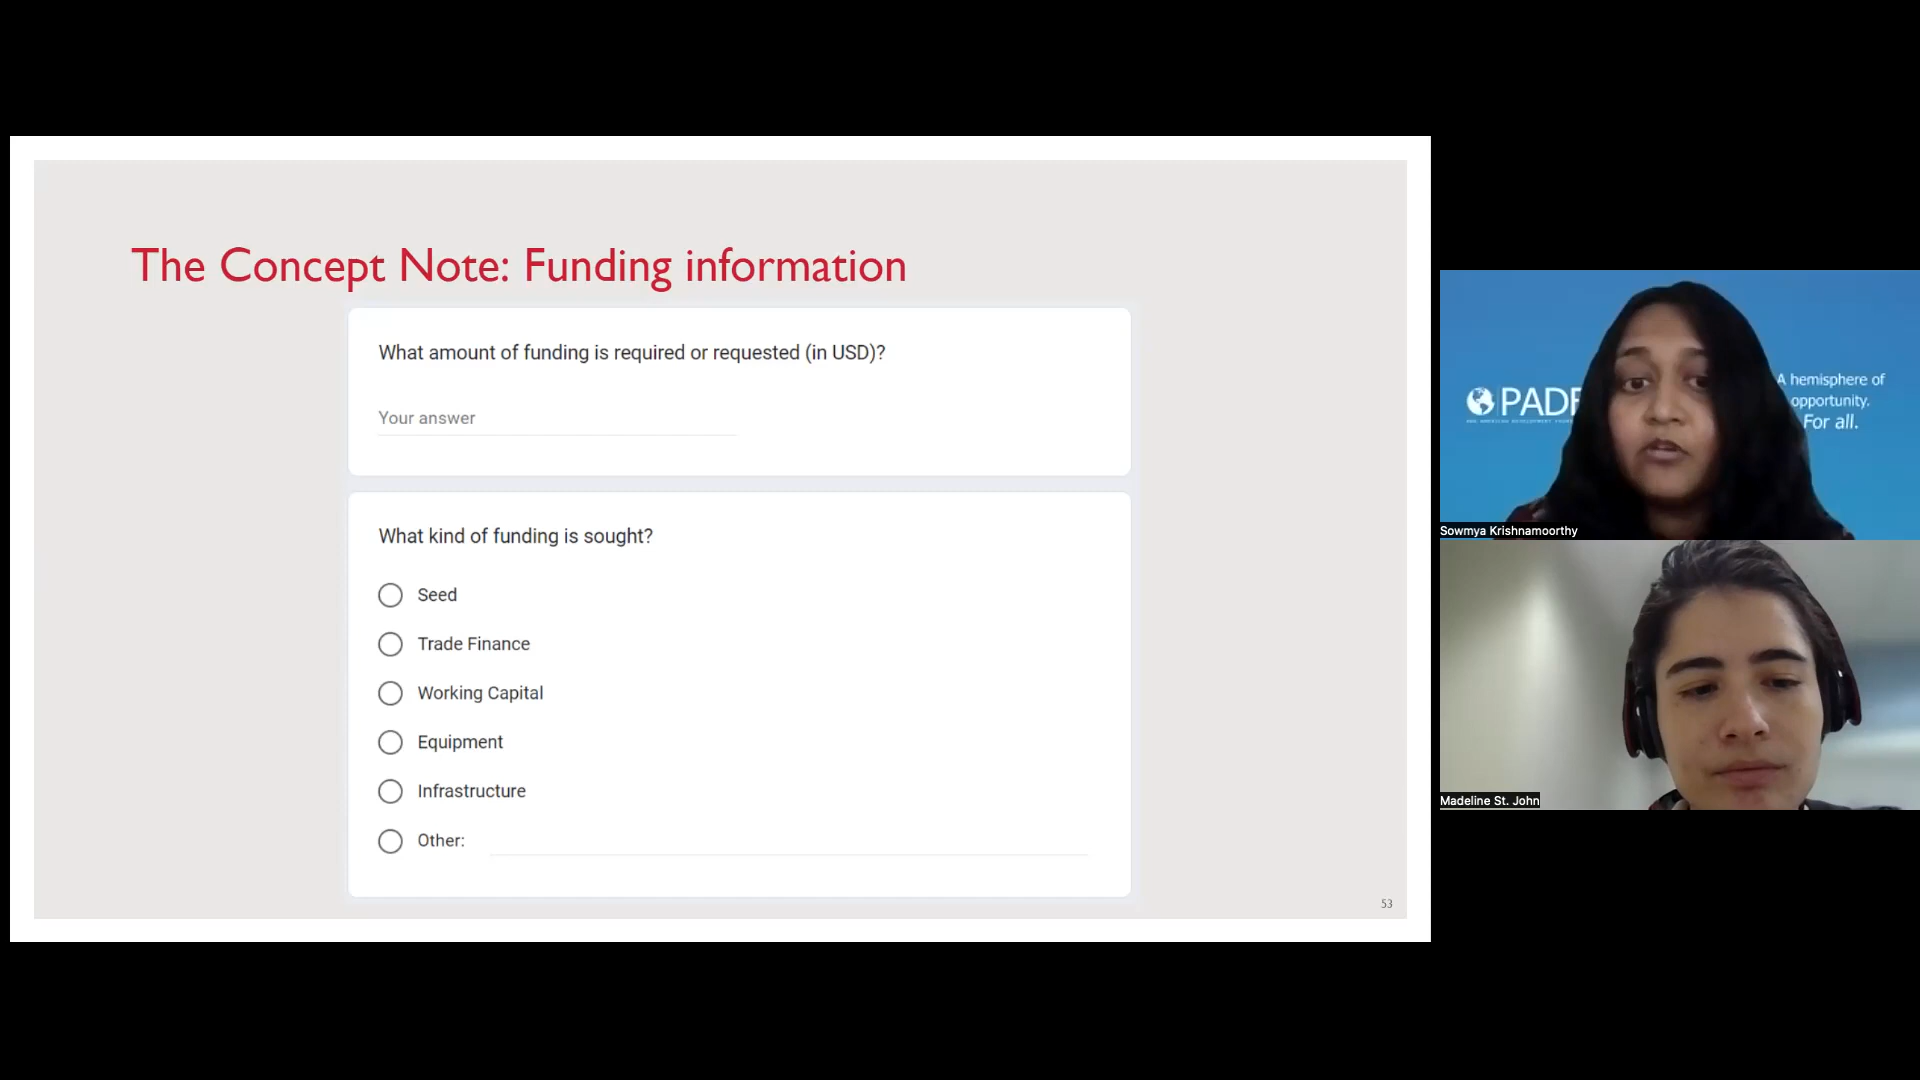 The Concept Note: Funding information
What amount of funding is required or requested (in USD)?
Your answer
What kind of funding is sought?
Seed
Trade Finance
Working Capital
Equipment
Infrastructure
Other:
53
PADF
A hemisphere of
opportunity.
For all.
Sowmya Krishnamoorthy
Madeline St. John